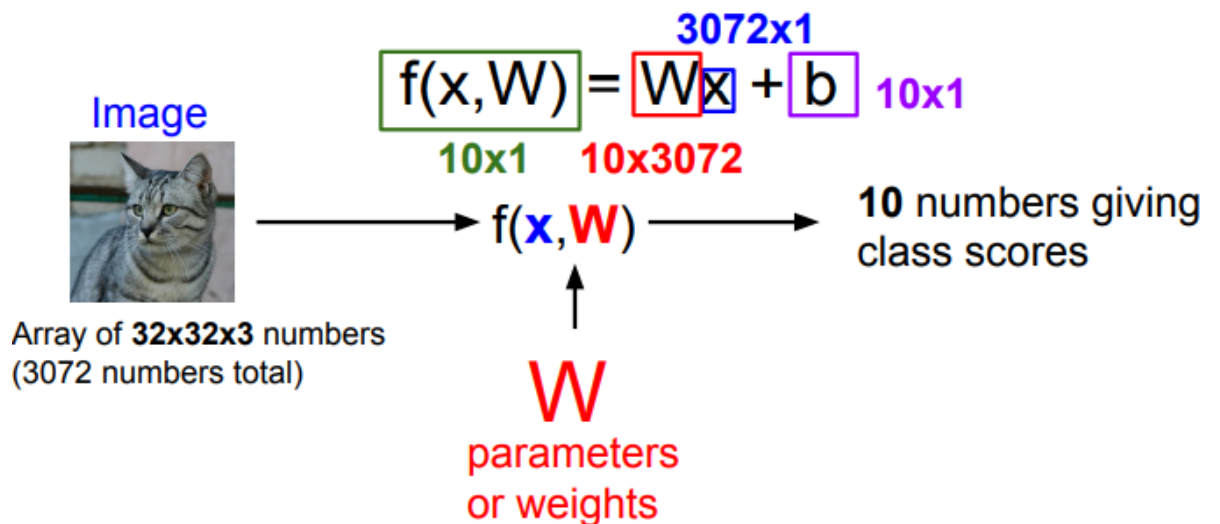 3072x1
f(x,W) = Wx + b 10x1
Image
10x1 10x3072
f(x,W)
10 numbers giving
class scores
Array of 32x32x3 numbers
(3072 numbers total)
W
parameters
or weights